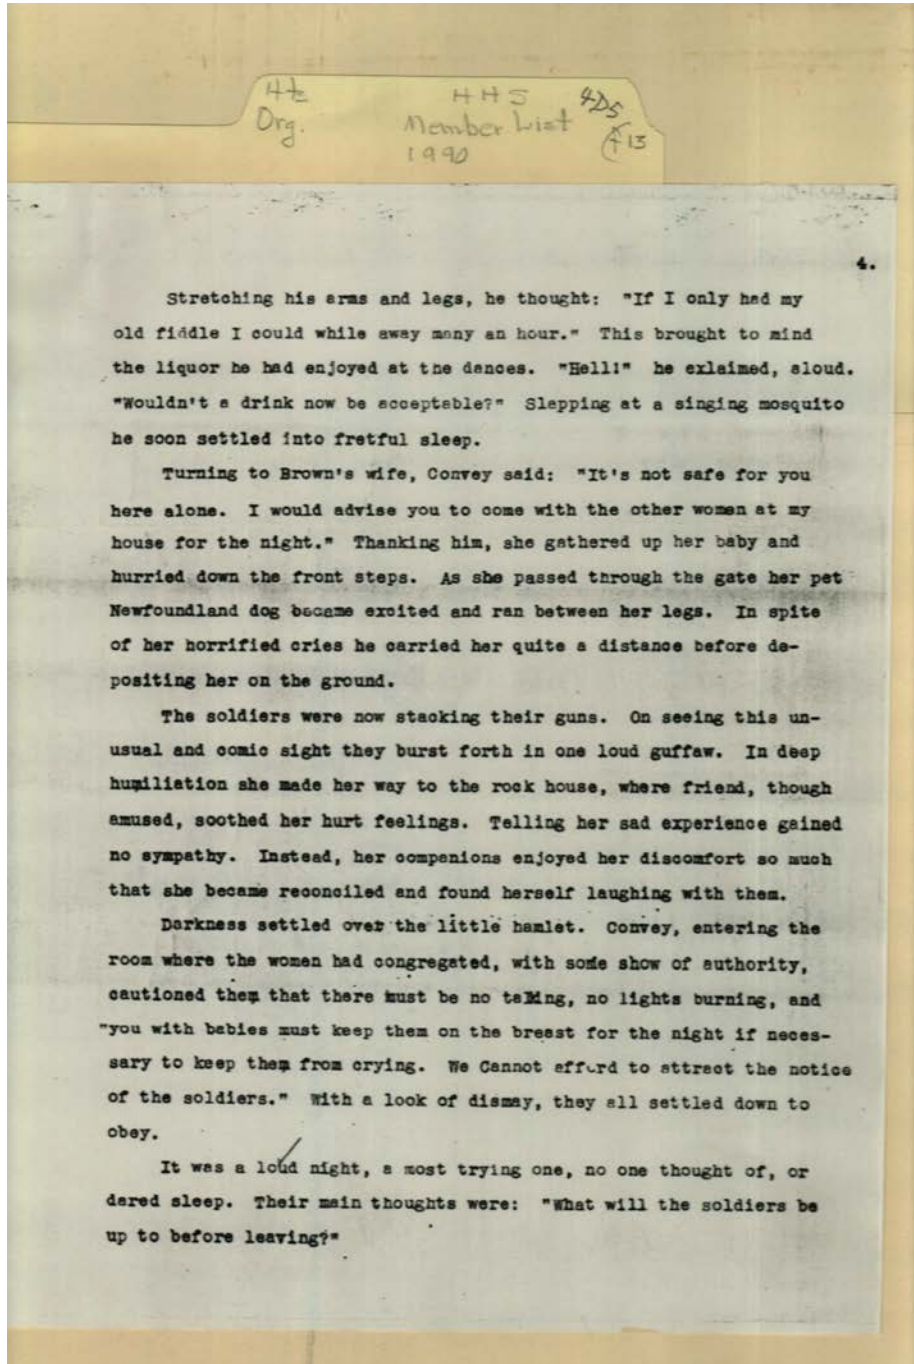 Ht HHS 4D5
Org. Member List F13
1990
4.
Stretching his arms and legs, he thought: "If I only had my
old fiddle I could while away many an hour." This brought to mind
the liquor he had enjoyed at the dances. "Hell!" he exlaimed, aloud.
"Wouldn't a drink now be acceptable?" Slapping at a singing mosquito
he soon settled into fretful sleep.
Turning to Brown's wife, Convey said: "It's not safe for you
here alone. I would advise you to come with the other women at my
house for the night." Thanking him, she gathered up her baby and
hurried down the front steps. As she passed through the gate her pet
Newfoundland dog became excited and ran between her legs. In spite
of her horrified cries he carried her quite a distance before de-
positing her on the ground.
The soldiers were now stacking their guns. On seeing this un-
usual and comic sight they burst forth in one loud guffaw. In deep
humiliation she made her way to the rock house, where friend, though
amused, soothed her hurt feelings. Telling her sad experience gained
no sympathy. Instead, her companions enjoyed her discomfort so much
that she became reconciled and found herself laughing with them.
Darkness settled over the little hamlet. Convey, entering the
room where the women had congregated, with some show of authority,
cautioned them that there must be no talking, no lights burning, and
"you with babies must keep them on the breast for the night if neces-
sary to keep them from crying. We Cannot afford to attract the notice
of the soldiers." With a look of dismay, they all settled down to
obey.
It was a loud night, a most trying one, no one thought of, or
dared sleep. Their main thoughts were: "What will the soldiers be
up to before leaving?"